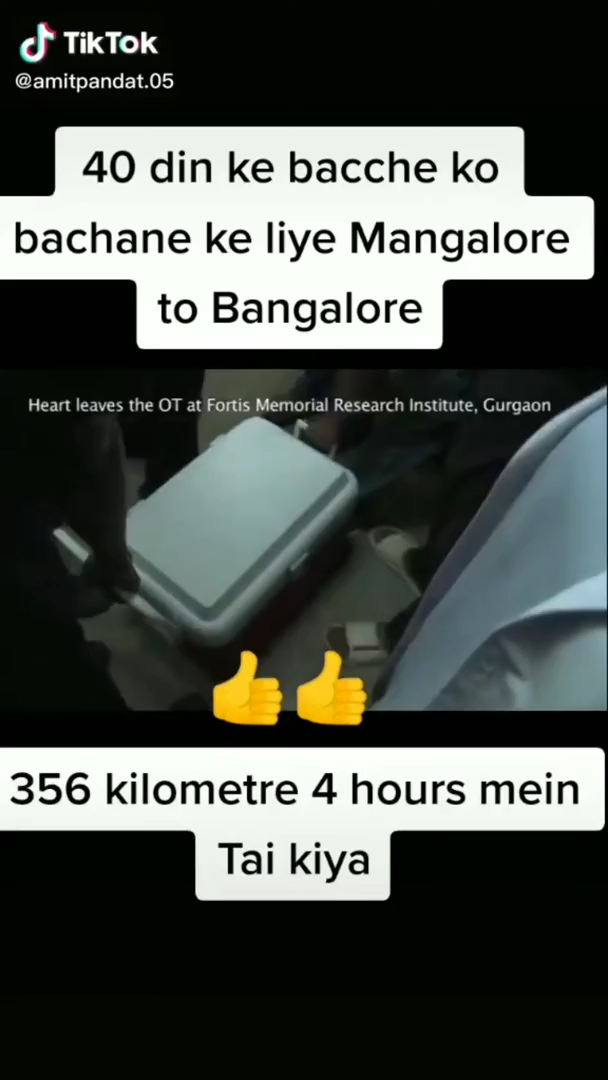 TikTok
@amitpandat.05
40 din ke bacche ko
bachane ke liye Mangalore
to Bangalore
Heart leaves the OT at Fortis Memorial Research Institute, Gurgaon
356 kilometre 4 hours mein
Tai kiya